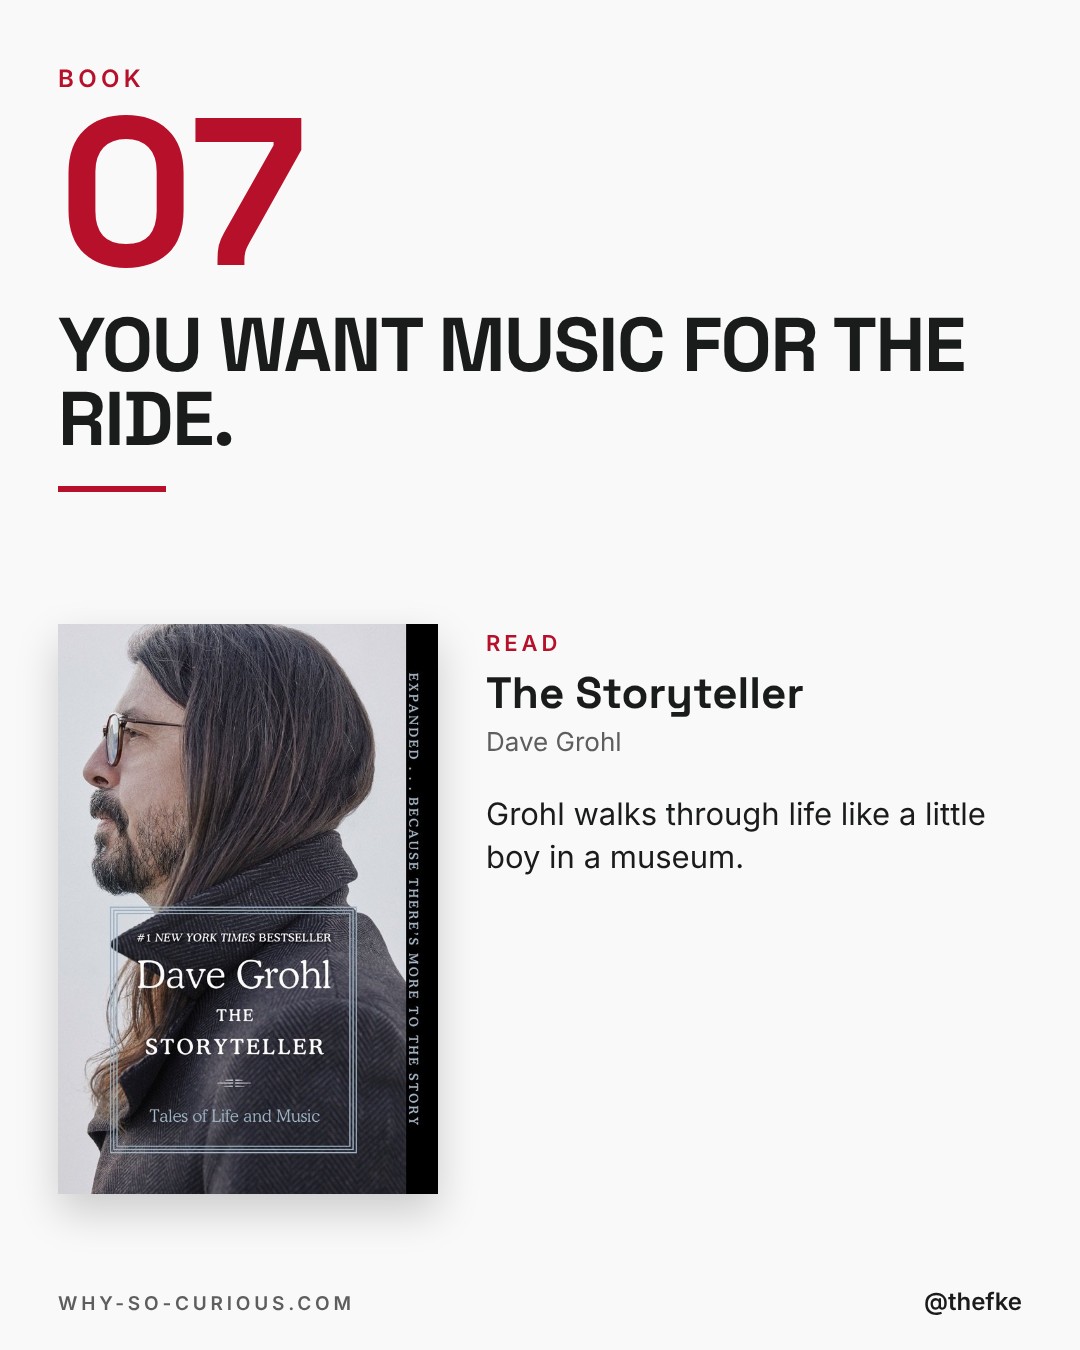 BOOK
07
YOU WANT MUSIC FOR THE
RIDE.
EXPANDED . . . BECAUSE THERE'S MORE TO THE STORY
#1 NEW YORK TIMES BESTSELLER
Dave Grohl
THE
STORYTELLER
Tales of Life and Music
READ
The Storyteller
Dave Grohl
Grohl walks through life like a little
boy in a museum.
WHY-SO-CURIOUS.COM
@thefke